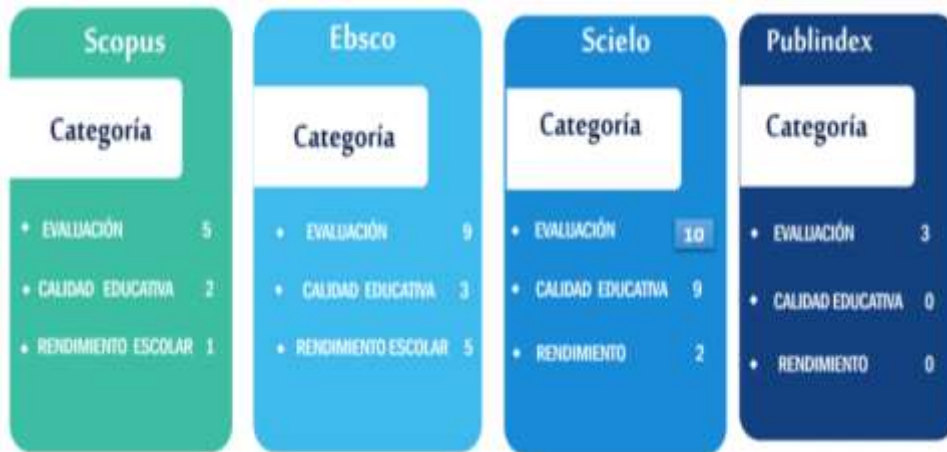 Scopus
Categoría
• EVALUACIÓN 5
• CALIDAD EDUCATIVA 2
• RENDIMIENTO ESCOLAR 1
Ebsco
Categoría
• EVALUACIÓN 9
• CALIDAD EDUCATIVA 3
• RENDIMIENTO ESCOLAR 5
Scielo
Categoría
• EVALUACIÓN 10
• CALIDAD EDUCATIVA 9
• RENDIMIENTO 2
Publindex
Categoría
• EVALUACIÓN 3
• CALIDAD EDUCATIVA 0
• RENDIMIENTO 0